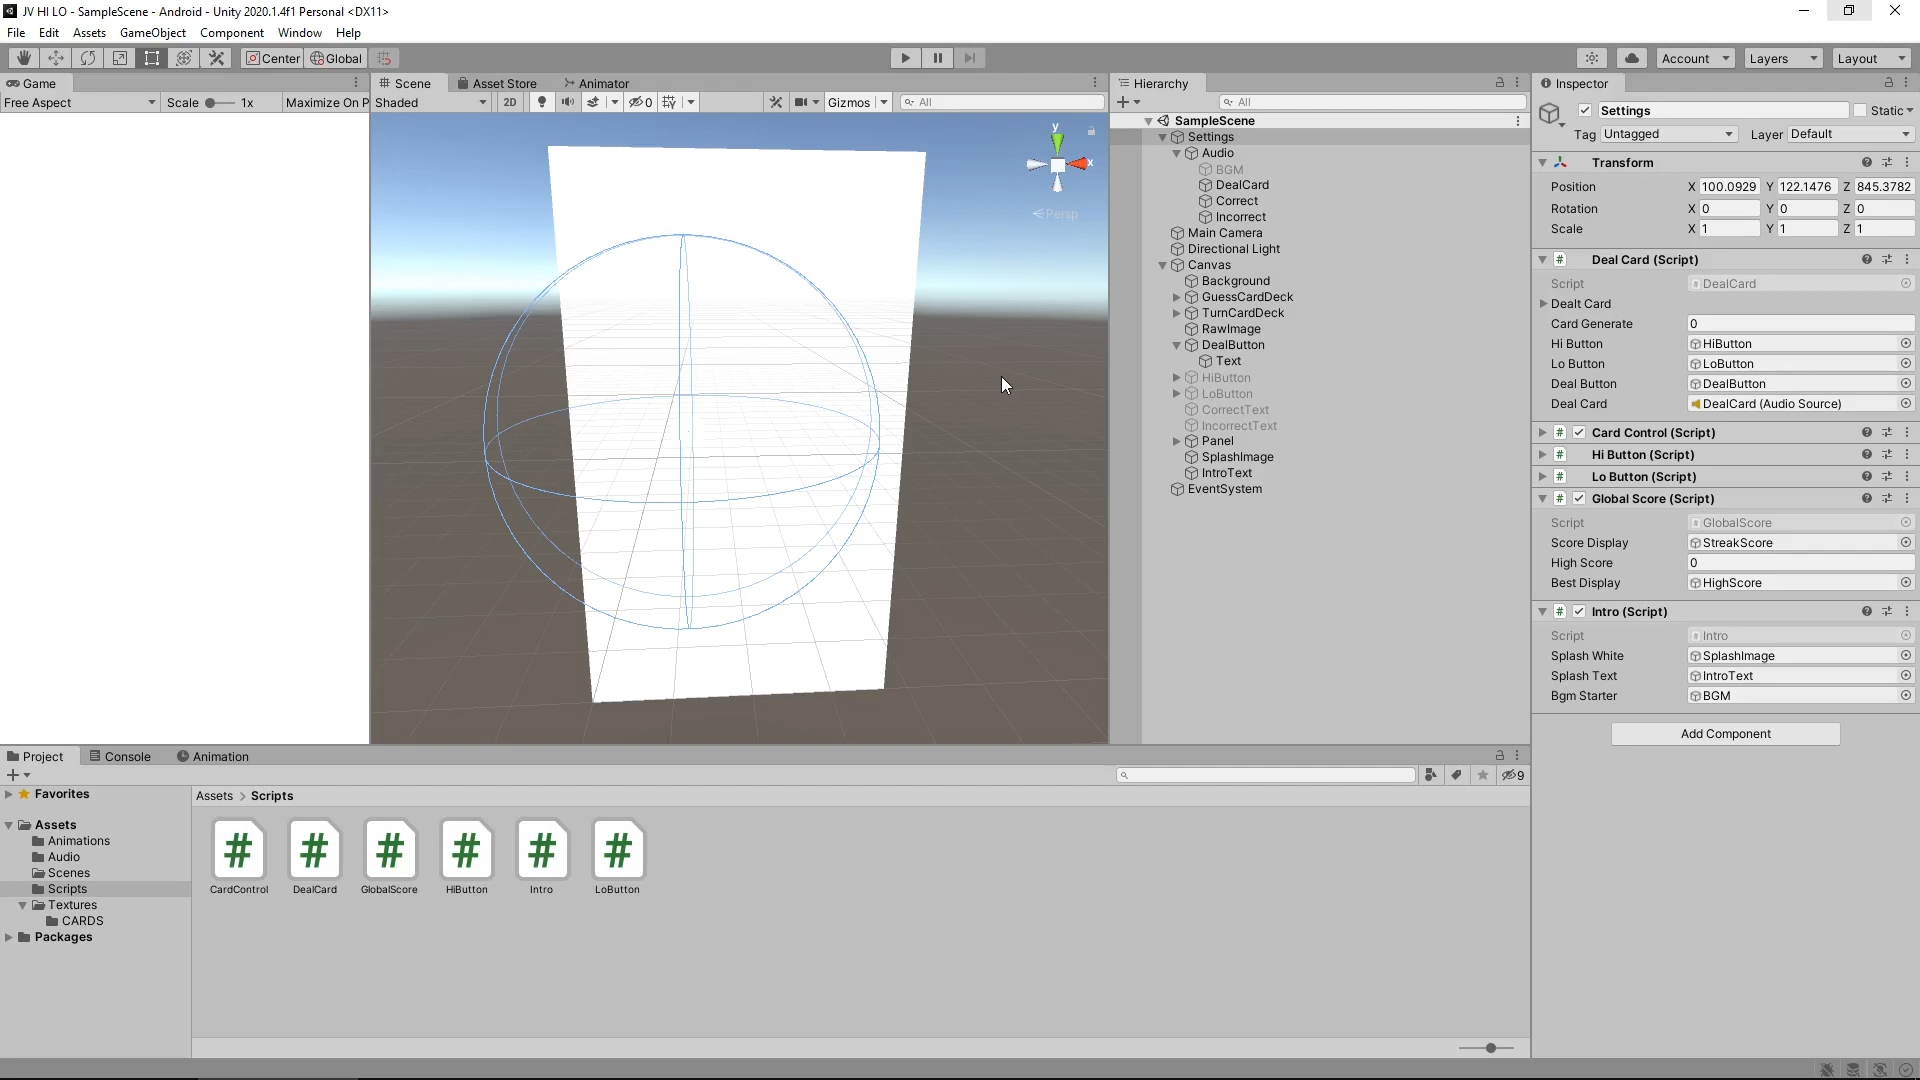 JV HI LO - SampleScene - Android - Unity 2020.1.4f1 Personal <DX11>
File Edit Assets GameObject Component Window Help
Center Global Account Layers Layout
Game
Free Aspect Scale 1x Maximize On P
Scene Asset Store Animator
Shaded 2D 0 Gizmos All
y
x
Persp
Hierarchy
All
SampleScene
Settings
Audio
BGM
DealCard
Correct
Incorrect
Main Camera
Directional Light
Canvas
Background
GuessCardDeck
TurnCardDeck
RawImage
DealButton
Text
HiButton
LoButton
CorrectText
IncorrectText
Panel
SplashImage
IntroText
EventSystem
Inspector
Settings Static
Tag Untagged Layer Default
Transform
Position X 100.0929 Y 122.1476 Z 845.3782
Rotation X 0 Y 0 Z 0
Scale X 1 Y 1 Z 1
# Deal Card (Script)
Script DealCard
Dealt Card
Card Generate 0
Hi Button HiButton
Lo Button LoButton
Deal Button DealButton
Deal Card DealCard (Audio Source)
# Card Control (Script)
# Hi Button (Script)
# Lo Button (Script)
# Global Score (Script)
Script GlobalScore
Score Display StreakScore
High Score 0
Best Display HighScore
# Intro (Script)
Script Intro
Splash White SplashImage
Splash Text IntroText
Bgm Starter BGM
Add Component
Project Console Animation
9
Favorites
Assets
Animations
Audio
Scenes
Scripts
Textures
CARDS
Packages
Assets > Scripts
# # # # # #
CardControl DealCard GlobalScore HiButton Intro LoButton